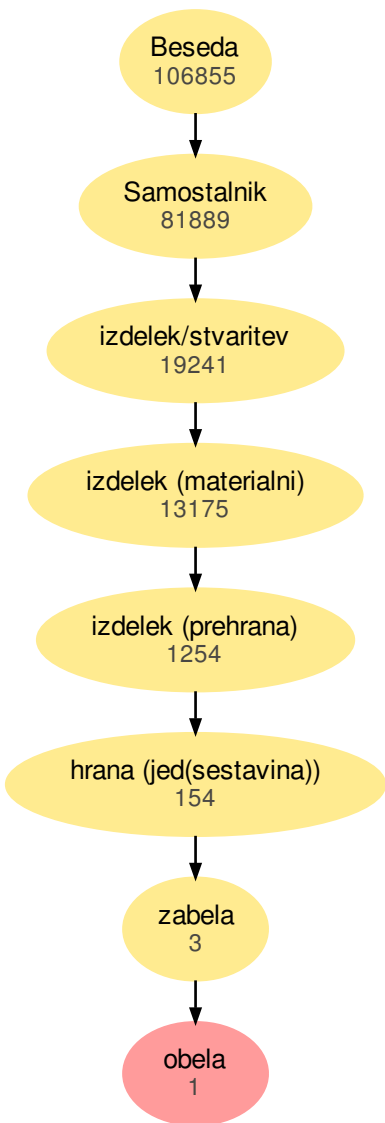 Beseda
106855
Samostalnik
81889
izdelek/stvaritev
19241
izdelek (materialni)
13175
izdelek (prehrana)
1254
hrana (jed(sestavina))
154
zabela
3
obela
1